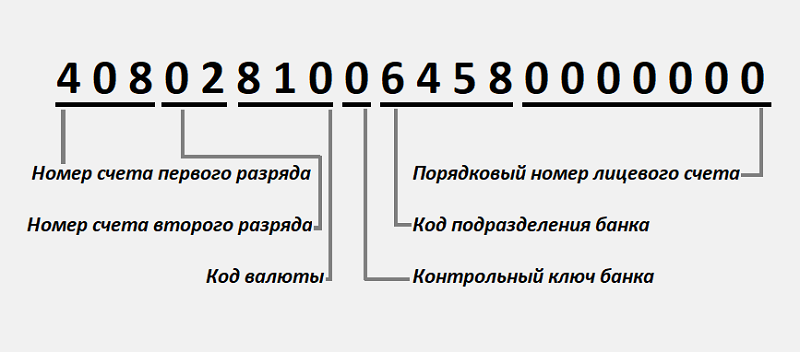 40802810064580000000
Номер счета первого разряда
Порядковый номер лицевого счета
Номер счета второго разряда
Код подразделения банка
Код валюты
Контрольный ключ банка